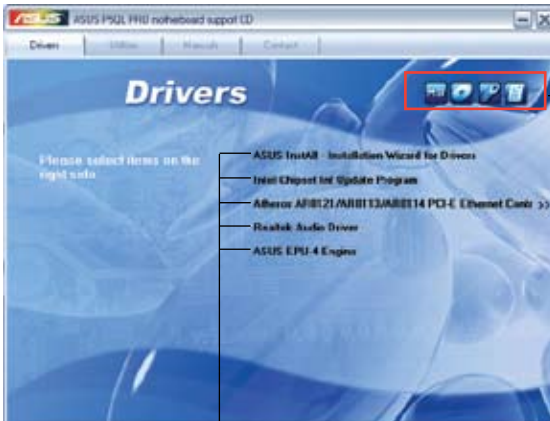 ASUS ASUS P5QL PRO motherboard support CD
Drivers Utilities Manuals Contact
Drivers
Please select items on the
right side
ASUS InstAll - Installation Wizard for Drivers
Intel Chipset Inf Update Program
Atheros AR8121/AR8113/AR8114 PCI-E Ethernet Contr >>
Realtek Audio Driver
ASUS EPU-4 Engine